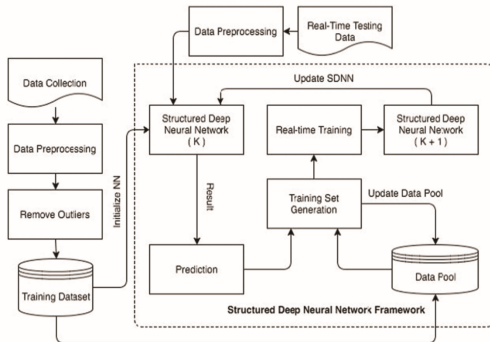 Data Preprocessing
Real-Time Testing
Data
Data Collection
Update SDNN
Structured Deep
Neural Network
( K )
Real-time Training
Structured Deep
Neural Network
( K + 1 )
Data Preprocessing
Initialize NN
Result
Training Set
Generation
Update Data Pool
Remove Outliers
Prediction
Data Pool
Training Dataset
Structured Deep Neural Network Framework